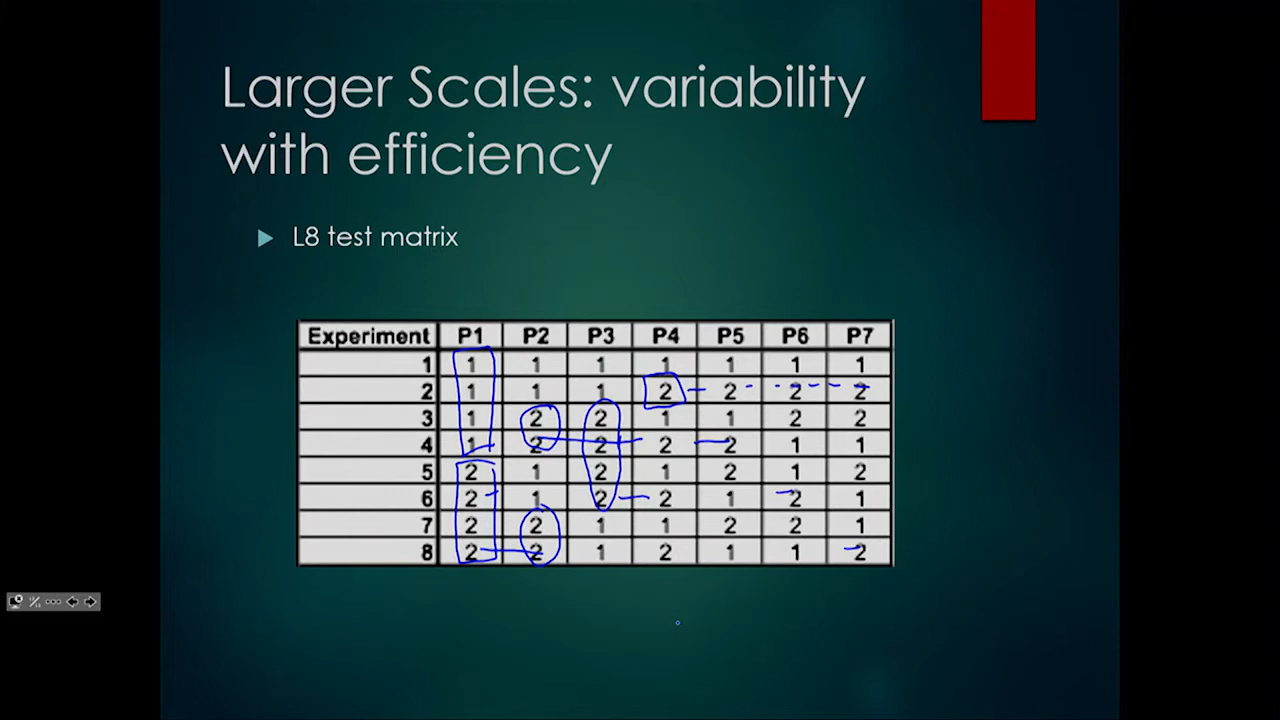 Larger Scales: variability
with efficiency
L8 test matrix
Experiment P1 P2 P3 P4 P5 P6 P7
1 1 1 1 1 1 1 1
2 1 1 1 2 2 2 2
3 1 2 2 1 1 2 2
4 1 2 2 2 2 1 1
5 2 1 2 1 2 1 2
6 2 1 2 2 1 2 1
7 2 2 1 1 2 2 1
8 2 2 1 2 1 1 2